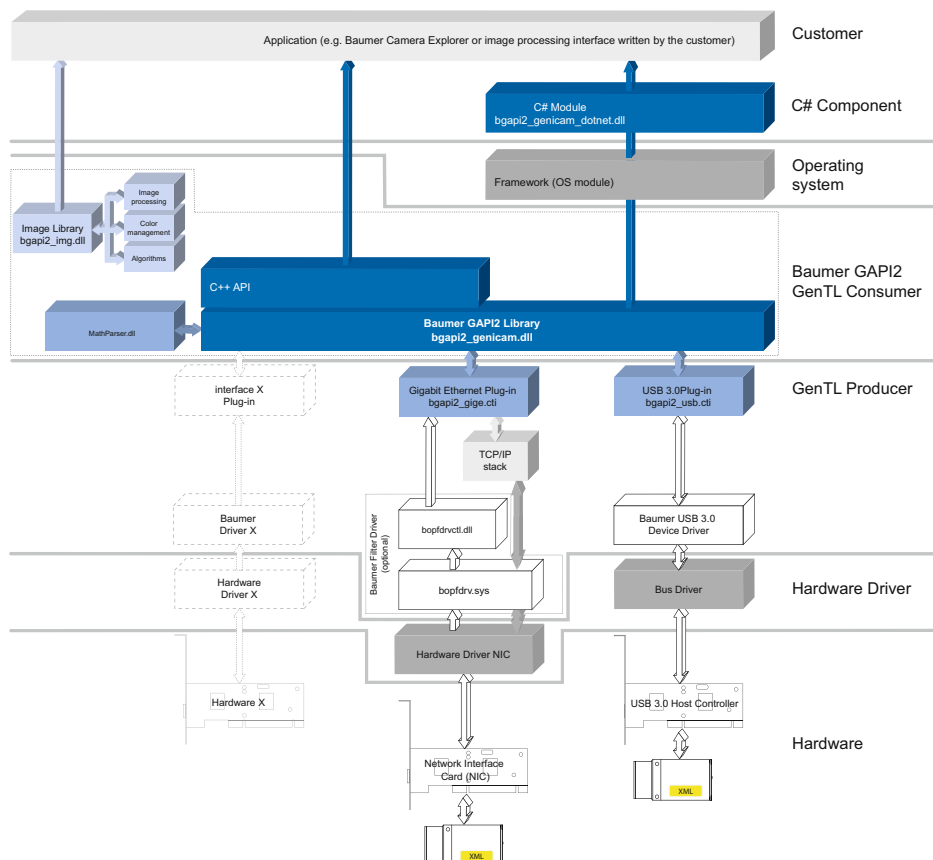 Customer
Application (e.g. Baumer Camera Explorer or image processing interface written by the customer)
C# Module
bgapi2_genicam_dotnet.dll
C# Component
Framework (OS module)
Operating
system
Image
processing
Image Library
bgapi2_img.dll
Color
management
Algorithms
C++ API
Baumer GAPI2
GenTL Consumer
MathParser.dll
Baumer GAPI2 Library
bgapi2_genicam.dll
interface X
Plug-in
Gigabit Ethernet Plug-in
bgapi2_gige.cti
USB 3.0Plug-in
bgapi2_usb.cti
GenTL Producer
TCP/IP
stack
Baumer
Driver X
Baumer Filter Driver
(optional)
bopfdrvctl.dll
Baumer USB 3.0
Device Driver
Hardware
Driver X
bopfdrv.sys
Bus Driver
Hardware Driver
Hardware Driver NIC
Hardware X
USB 3.0 Host Controller
Hardware
Network Interface
Card (NIC)
XML
XML